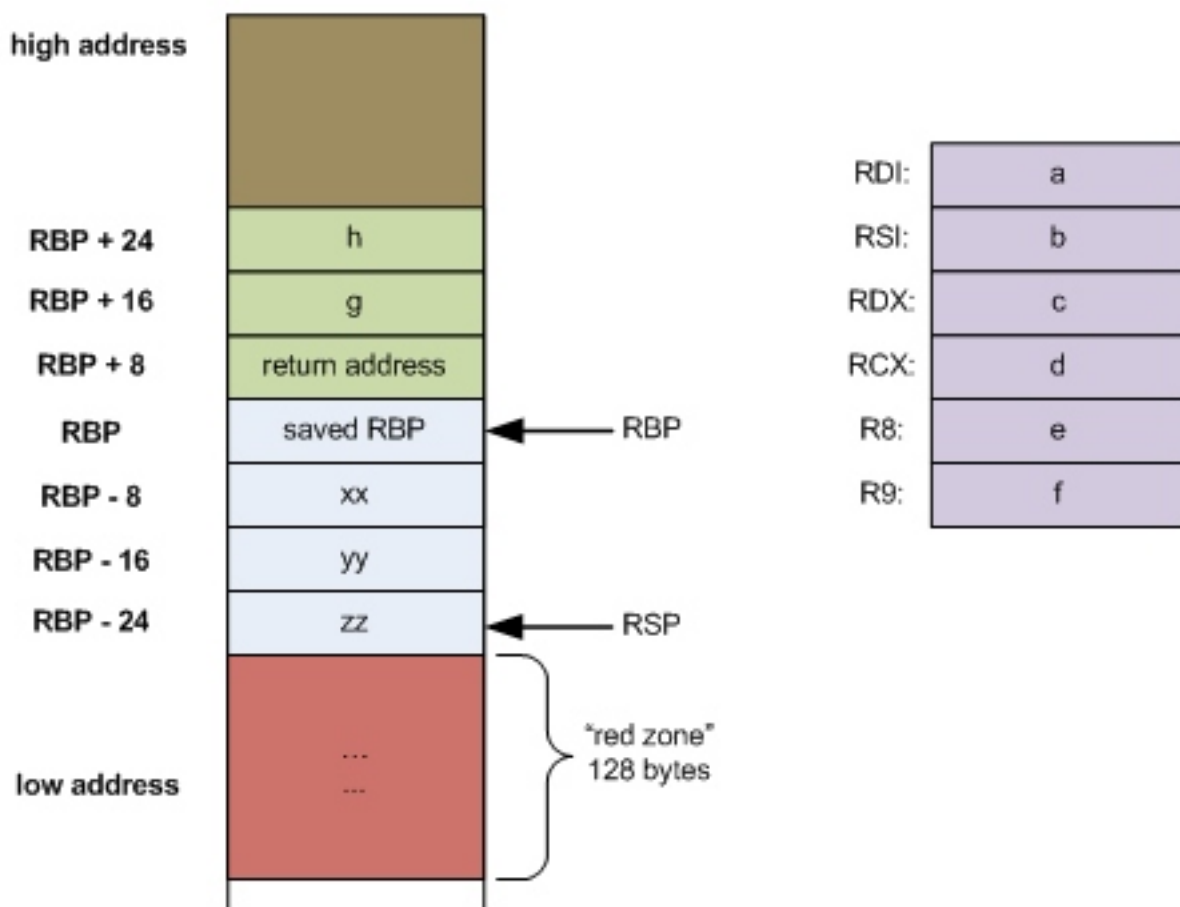 high address
RBP + 24
h
RBP + 16
g
RBP + 8
return address
RBP
saved RBP
RBP
RBP - 8
xx
RBP - 16
yy
RBP - 24
zz
RSP
...
...
low address
“red zone”
128 bytes
RDI:
a
RSI:
b
RDX:
c
RCX:
d
R8:
e
R9:
f